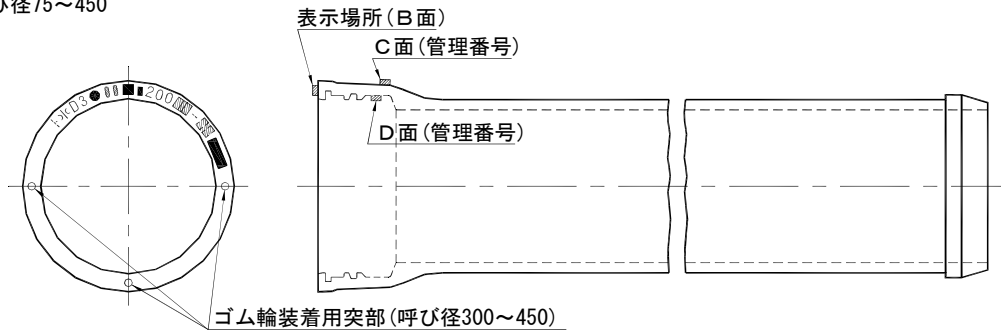 び径75～450
表示場所(B面)
C面(管理番号)
D面(管理番号)
D3 200
ゴム輪装着用突部(呼び径300～450)